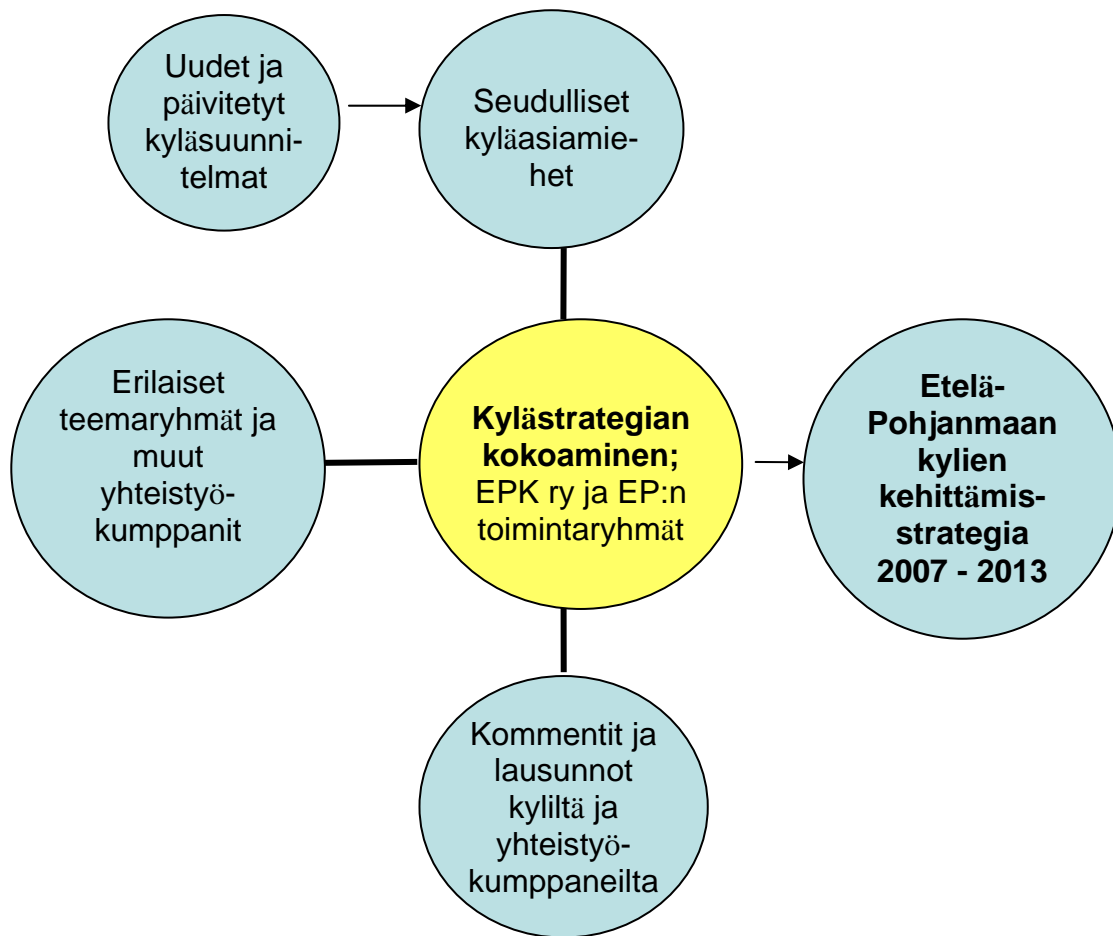 Uudet ja
päivitetyt
kyläsuunni-
telmat
Seudulliset
kyläasiamie-
het
Erilaiset
teemaryhmät ja
muut
yhteistyö-
kumppanit
Kylästrategian
kokoaminen;
EPK ry ja EP:n
toimintaryhmät
Etelä-
Pohjanmaan
kylien
kehittämis-
strategia
2007 - 2013
Kommentit ja
lausunnot
kyliltä ja
yhteistyö-
kumppaneilta